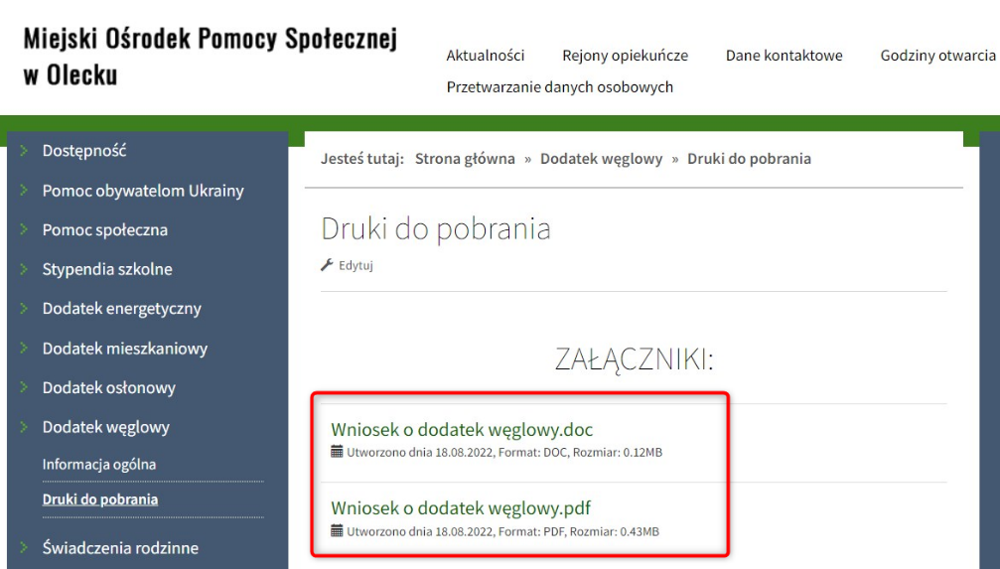 Miejski Ośrodek Pomocy Społecznej
w Olecku
Aktualności Rejony opiekuńcze Dane kontaktowe Godziny otwarcia
Przetwarzanie danych osobowych
Dostępność
Pomoc obywatelom Ukrainy
Pomoc społeczna
Stypendia szkolne
Dodatek energetyczny
Dodatek mieszkaniowy
Dodatek osłonowy
Dodatek węglowy
Informacja ogólna
Druki do pobrania
Świadczenia rodzinne
Jesteś tutaj: Strona główna » Dodatek węglowy » Druki do pobrania
Druki do pobrania
Edytuj
ZAŁĄCZNIKI:
Wniosek o dodatek węglowy.doc
Utworzono dnia 18.08.2022, Format: DOC, Rozmiar: 0.12MB
Wniosek o dodatek węglowy.pdf
Utworzono dnia 18.08.2022, Format: PDF, Rozmiar: 0.43MB